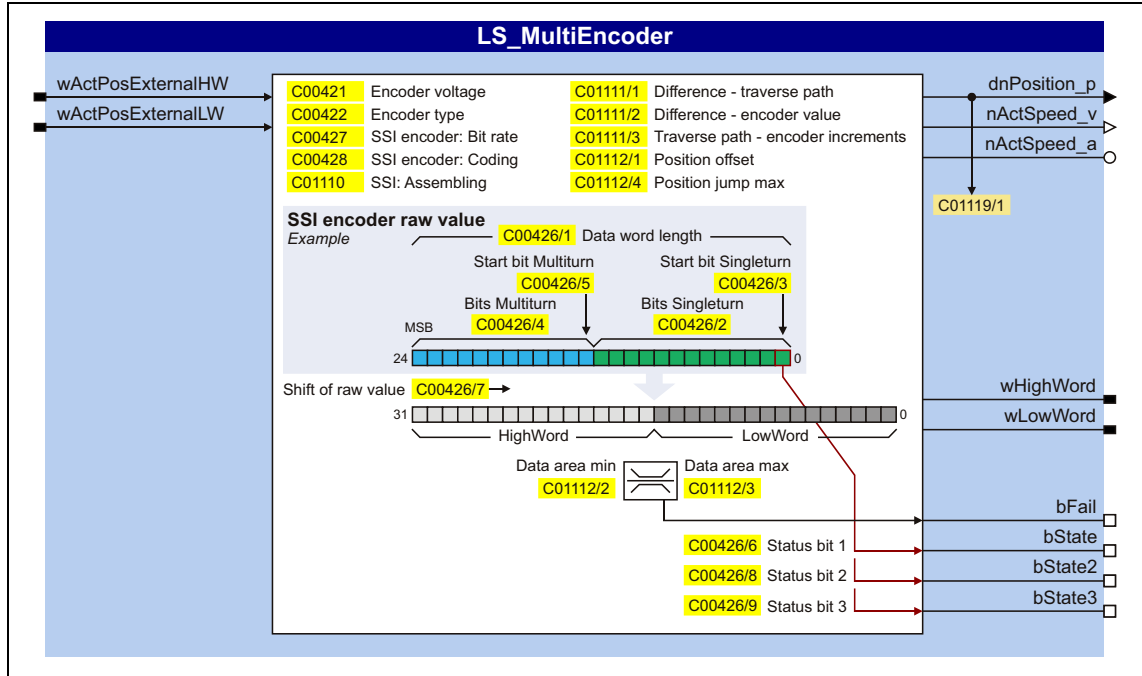 LS_MultiEncoder
wActPosExternalHW
wActPosExternalLW
C00421 Encoder voltage
C00422 Encoder type
C00427 SSI encoder: Bit rate
C00428 SSI encoder: Coding
C01110 SSI: Assembling
C01111/1 Difference - traverse path
C01111/2 Difference - encoder value
C01111/3 Traverse path - encoder increments
C01112/1 Position offset
C01112/4 Position jump max
dnPosition_p
nActSpeed_v
nActSpeed_a
C01119/1
SSI encoder raw value
Example
C00426/1 Data word length
Start bit Multiturn
C00426/5
Start bit Singleturn
C00426/3
Bits Multiturn
C00426/4
Bits Singleturn
C00426/2
MSB
24
0
Shift of raw value C00426/7
31
0
HighWord
LowWord
wHighWord
wLowWord
Data area min
C01112/2
Data area max
C01112/3
bFail
C00426/6 Status bit 1
bState
C00426/8 Status bit 2
bState2
C00426/9 Status bit 3
bState3